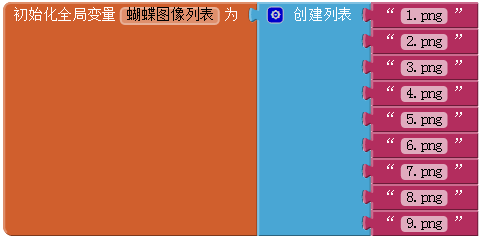 初始化全局变量 蝴蝶图像列表 为 创建列表 “ 1.png ”
“ 2.png ”
“ 3.png ”
“ 4.png ”
“ 5.png ”
“ 6.png ”
“ 7.png ”
“ 8.png ”
“ 9.png ”